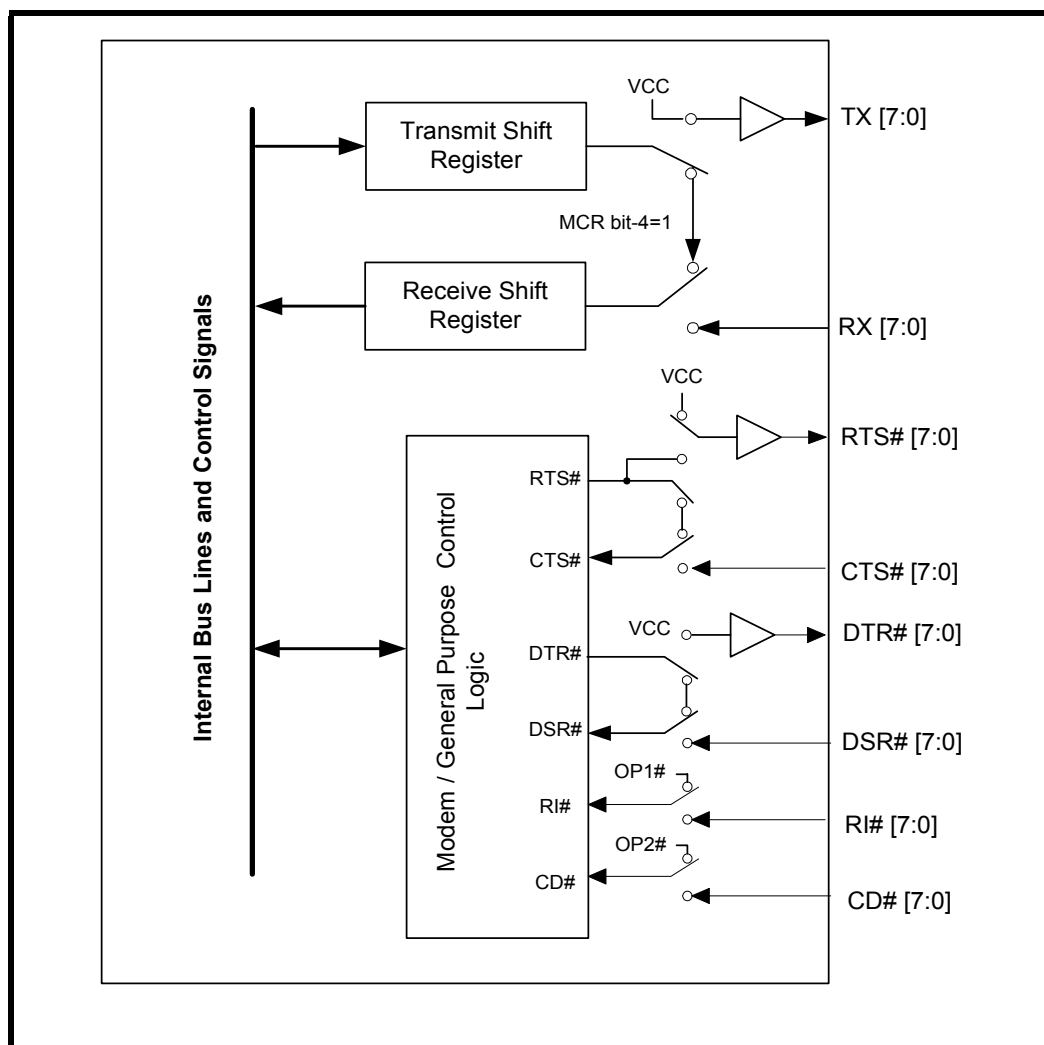 VCC
TX [7:0]
Transmit Shift
Register
MCR bit-4=1
Receive Shift
Register
RX [7:0]
Internal Bus Lines and Control Signals
VCC
RTS# [7:0]
RTS#
CTS#
CTS# [7:0]
Modem / General Purpose Control
Logic
VCC
DTR# [7:0]
DTR#
DSR#
DSR# [7:0]
OP1#
RI#
RI# [7:0]
OP2#
CD#
CD# [7:0]